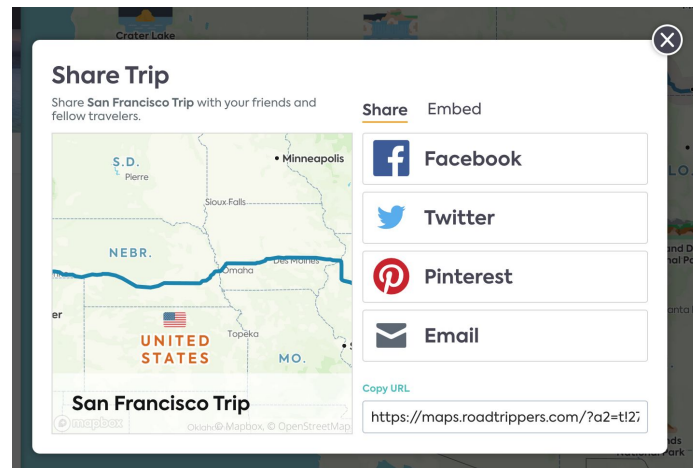 Crater Lake
Share Trip
Share San Francisco Trip with your friends and
fellow travelers.
Share
Embed
S.D.
Pierre
Minneapolis
Sioux Falls
NEBR.
Omaha
Des Moines
UNITED
STATES
Topeka
MO.
San Francisco Trip
mapbox
© Mapbox, © OpenStreetMap
Facebook
Twitter
Pinterest
Email
Copy URL
https://maps.roadtrippers.com/?a2=t!27